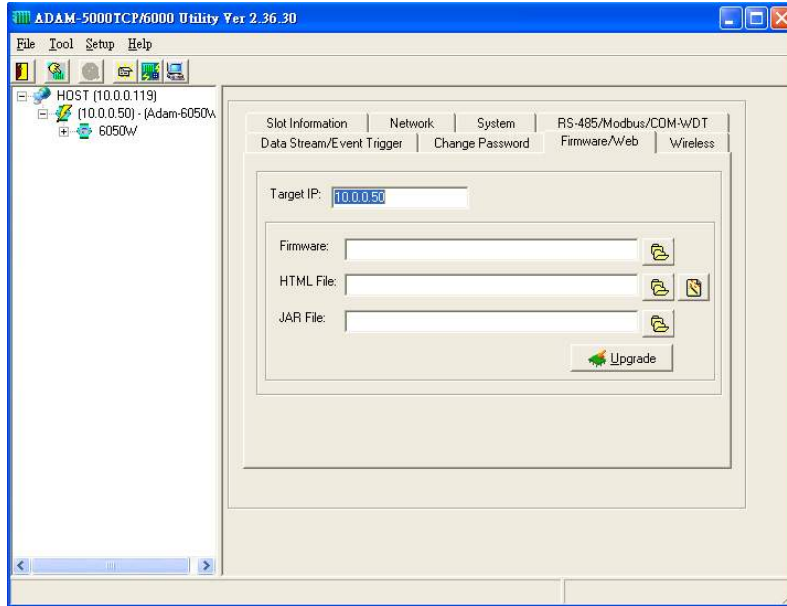 ADAM-5000TCP/6000 Utility Ver 2.36.30
File Tool Setup Help
HOST (10.0.0.119)
(10.0.0.50) - (Adam-6050W
6050W
Slot Information Network System RS-485/Modbus/COM-WDT
Data Stream/Event Trigger Change Password Firmware/Web Wireless
Target IP: 10.0.0.50
Firmware:
HTML File:
JAR File:
Upgrade